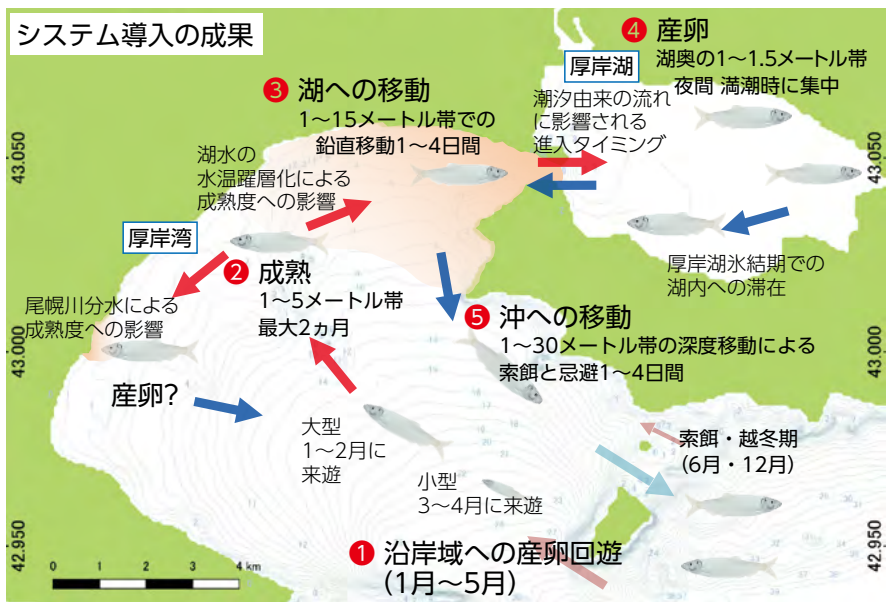 システム導入の成果
❹ 産卵
湖奥の1〜1.5メートル帯
夜間 満潮時に集中
厚岸湖
❸ 湖への移動
1〜15メートル帯での
鉛直移動1〜4日間
潮汐由来の流れ
に影響される
進入タイミング
湖水の
水温躍層化による
成熟度への影響
厚岸湾
❷ 成熟
1〜5メートル帯
最大2ヵ月
厚岸湖氷結期での
湖内への滞在
尾幌川分水による
成熟度への影響
❺ 沖への移動
1〜30メートル帯の深度移動による
索餌と忌避1〜4日間
産卵?
大型
1〜2月に
来遊
小型
3〜4月に来遊
索餌・越冬期
(6月・12月)
❶ 沿岸域への産卵回遊
(1月〜5月)
43.050
43.000
42.950
43.050
43.000
42.950
0 1 2 3 4 km